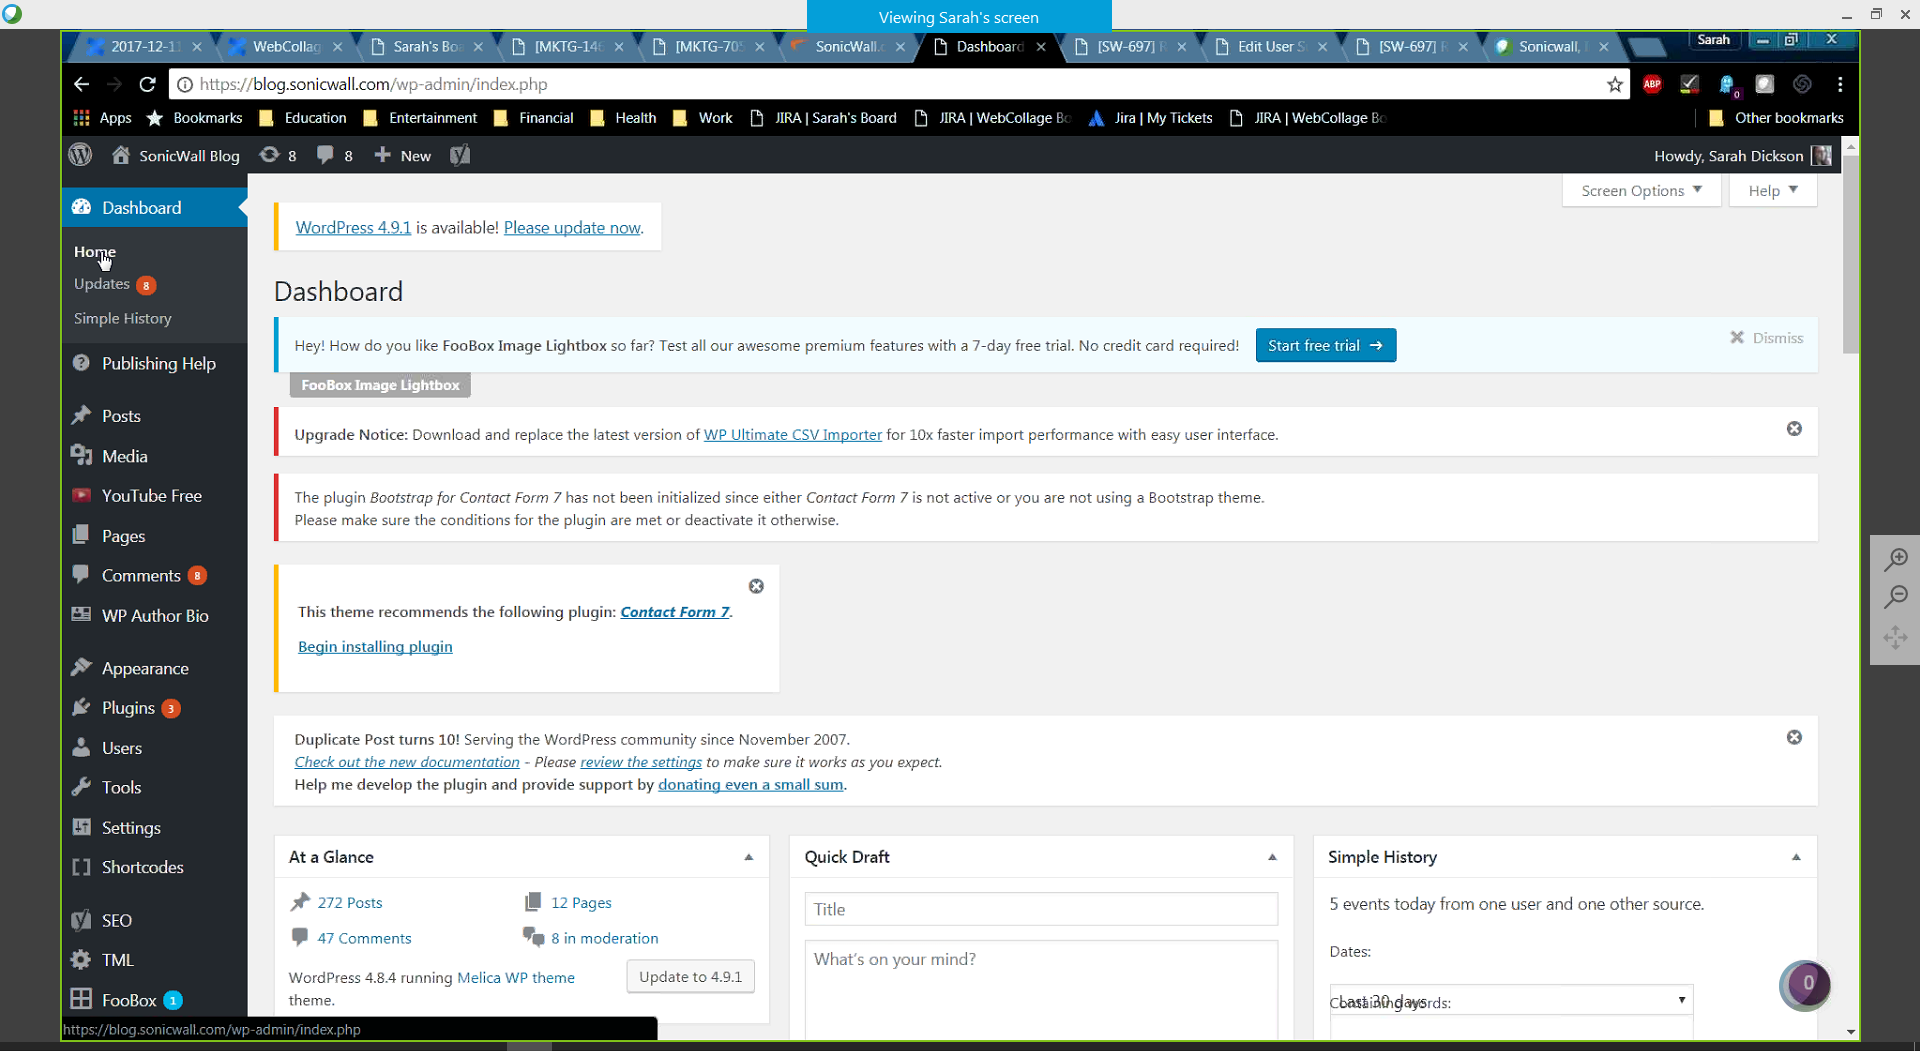 Viewing Sarah's screen
2017-12-1
WebCollag
Sarah's Bo
[MKTG-14
[MKTG-70
SonicWall.
Dashboard
[SW-697]
Edit User S
[SW-697]
Sonicwall,
Sarah
https://blog.sonicwall.com/wp-admin/index.php
ABP
0
Apps
Bookmarks
Education
Entertainment
Financial
Health
Work
JIRA | Sarah's Board
JIRA | WebCollage Bo
Jira | My Tickets
JIRA | WebCollage Bo
Other bookmarks
SonicWall Blog
8
8
New
Howdy, Sarah Dickson
Dashboard
Home
Updates 8
Simple History
Publishing Help
Posts
Media
YouTube Free
Pages
Comments 8
WP Author Bio
Appearance
Plugins 3
Users
Tools
Settings
Shortcodes
SEO
TML
FooBox 1
https://blog.sonicwall.com/wp-admin/index.php
Screen Options
Help
WordPress 4.9.1 is available! Please update now.
Dashboard
Hey! How do you like FooBox Image Lightbox so far? Test all our awesome premium features with a 7-day free trial. No credit card required!
Start free trial →
Dismiss
FooBox Image Lightbox
Upgrade Notice: Download and replace the latest version of WP Ultimate CSV Importer for 10x faster import performance with easy user interface.
The plugin Bootstrap for Contact Form 7 has not been initialized since either Contact Form 7 is not active or you are not using a Bootstrap theme.
Please make sure the conditions for the plugin are met or deactivate it otherwise.
This theme recommends the following plugin: Contact Form 7.
Begin installing plugin
Duplicate Post turns 10! Serving the WordPress community since November 2007.
Check out the new documentation - Please review the settings to make sure it works as you expect.
Help me develop the plugin and provide support by donating even a small sum.
At a Glance
272 Posts
12 Pages
47 Comments
8 in moderation
WordPress 4.8.4 running Melica WP theme
theme.
Update to 4.9.1
Quick Draft
Title
What's on your mind?
Simple History
5 events today from one user and one other source.
Dates:
Last 30 days
Containing words:
0